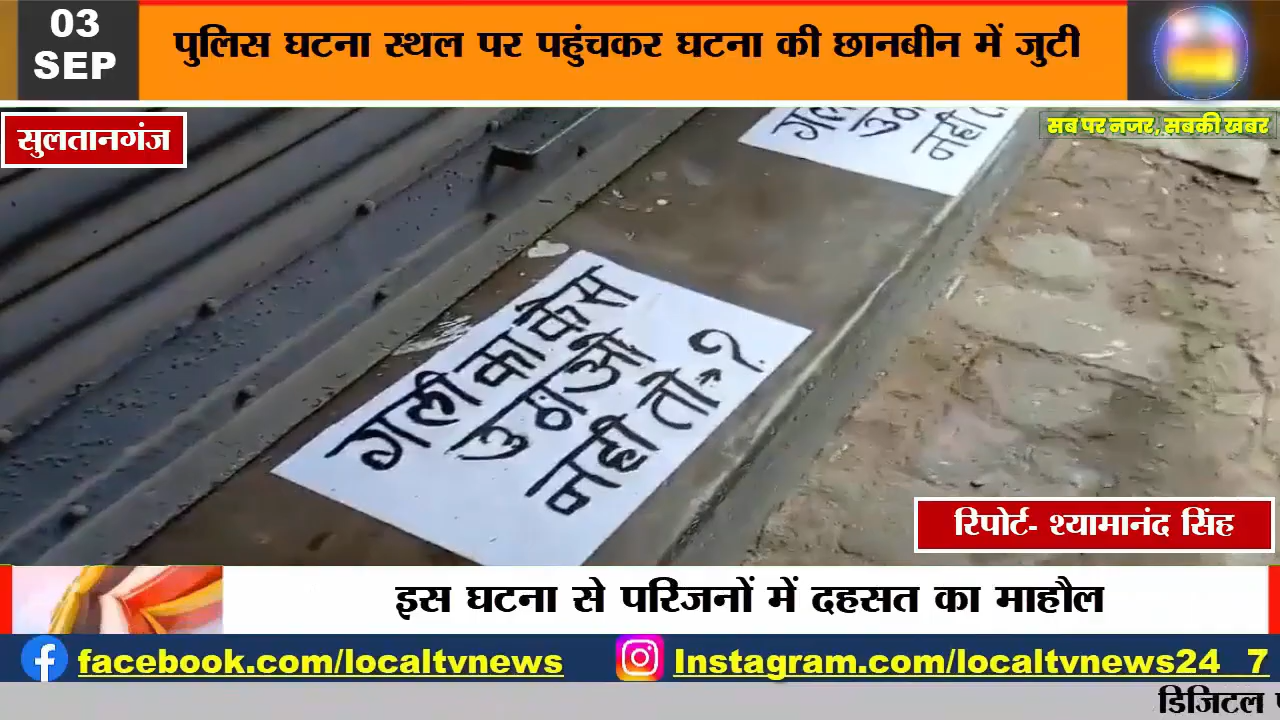 03
SEP
पुलिस घटना स्थल पर पहुंचकर घटना की छानबीन में जुटी
सुलतानगंज
सब पर नजर, सबकी खबर
गली का केस
उठाओ
नही तो → ?
रिपोर्ट- श्यामानंद सिंह
इस घटना से परिजनों में दहसत का माहौल
facebook.com/localtvnews
Instagram.com/localtvnews24_7
डिजिटल